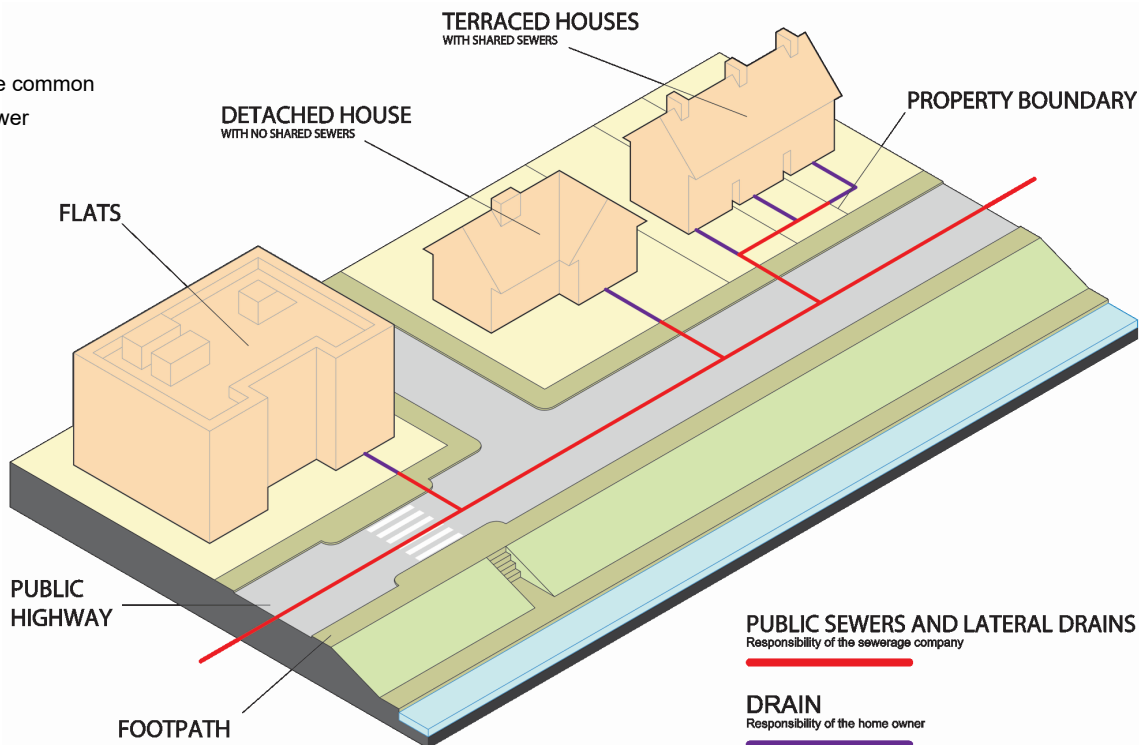 TERRACED HOUSES
WITH SHARED SEWERS
common
DETACHED HOUSE
WITH NO SHARED SEWERS
PROPERTY BOUNDARY
FLATS
PUBLIC
HIGHWAY
PUBLIC SEWERS AND LATERAL DRAINS
Responsibility of the sewerage company
DRAIN
Responsibility of the home owner
FOOTPATH